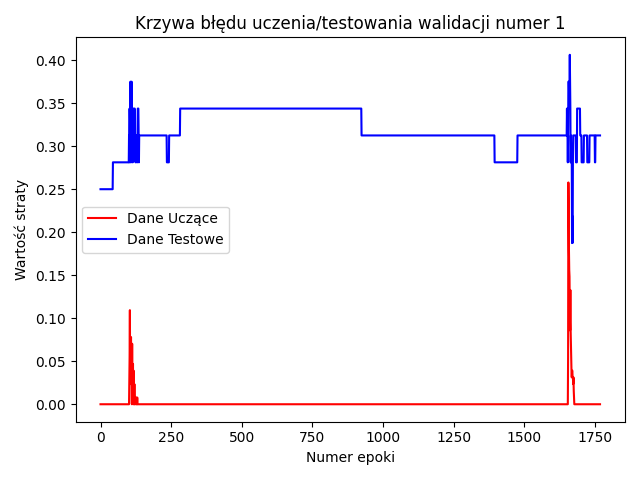 Krzywa błędu uczenia/testowania walidacji numer 1
Wartość straty
0.40
0.35
0.30
0.25
0.20
0.15
0.10
0.05
0.00
Dane Uczące
Dane Testowe
0 250 500 750 1000 1250 1500 1750
Numer epoki